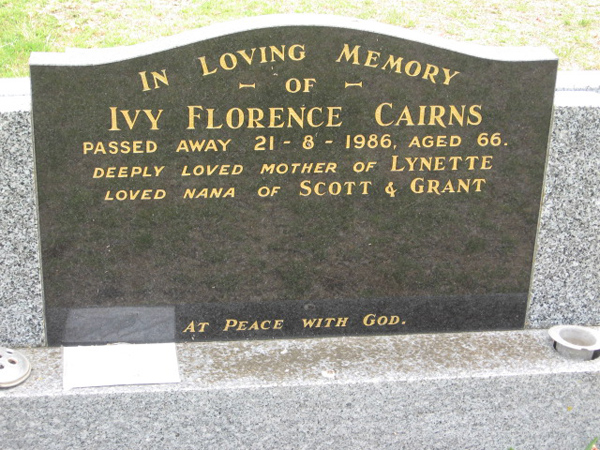 IN LOVING MEMORY
- OF -
IVY FLORENCE CAIRNS
PASSED AWAY 21-8-1986, AGED 66.
DEEPLY LOVED MOTHER OF LYNETTE
LOVED NANA OF SCOTT & GRANT
AT PEACE WITH GOD.